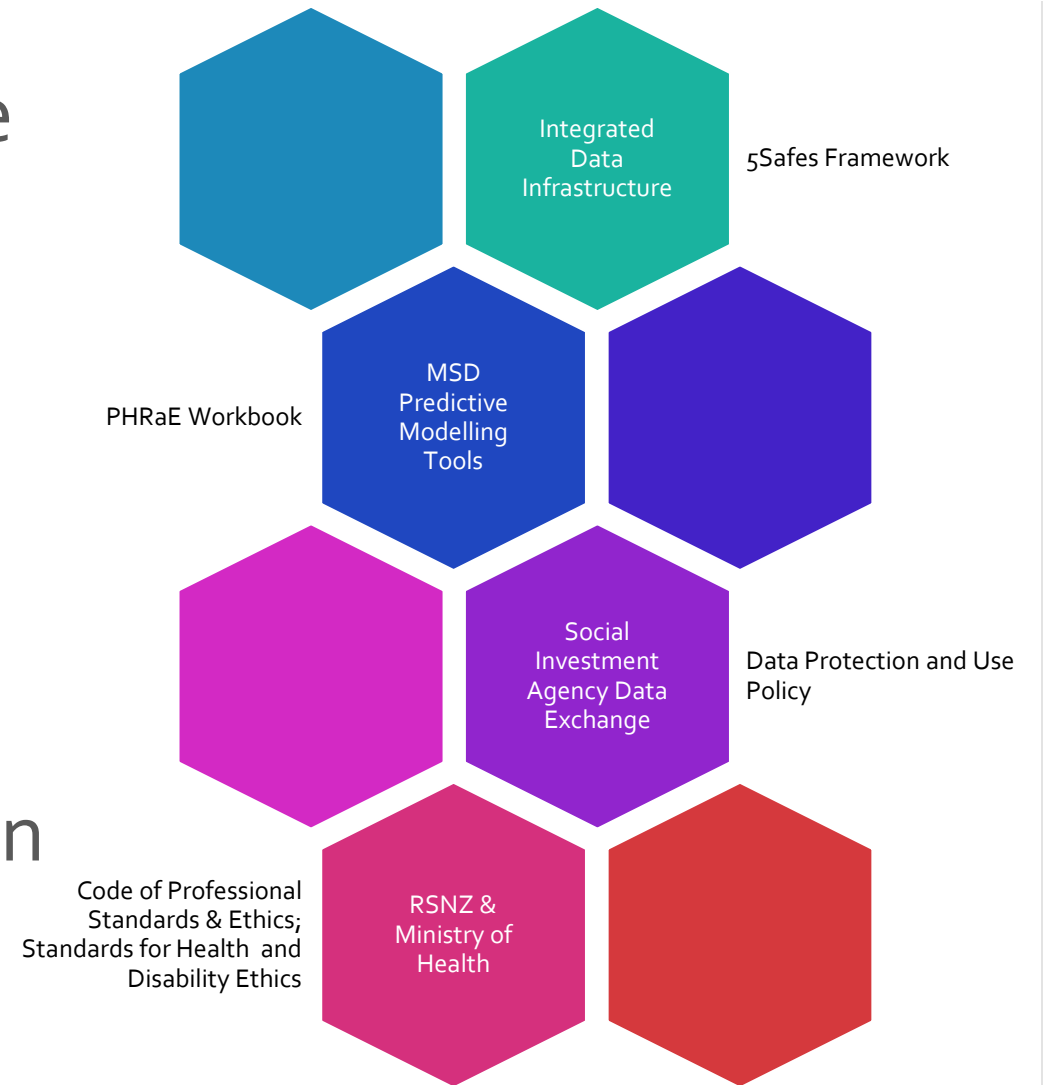 e
Integrated
Data
Infrastructure
5Safes Framework
PHRaE Workbook
MSD
Predictive
Modelling
Tools
Social
Investment
Agency Data
Exchange
Data Protection and Use
Policy
n
Code of Professional
Standards & Ethics;
Standards for Health and
Disability Ethics
RSNZ &
Ministry of
Health